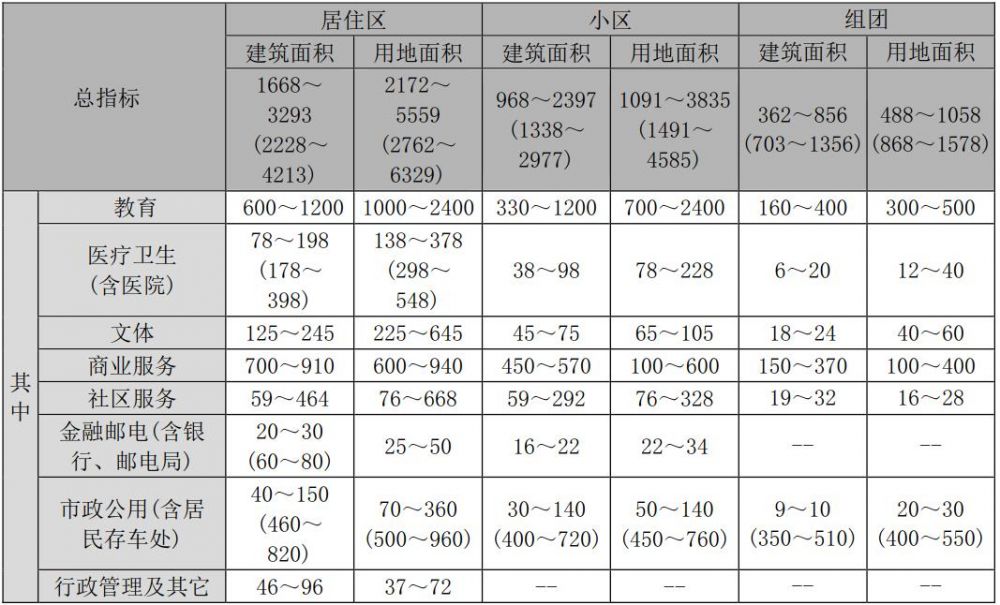 总指标 居住区 小区 组团
建筑面积 用地面积 建筑面积 用地面积 建筑面积 用地面积
1668～
3293
(2228～
4213)
2172～
5559
(2762～
6329)
968～2397
(1338～
2977)
1091～3835
(1491～
4585)
362～856
(703～1356)
488～1058
(868～1578)
其中
教育 600～1200 1000～2400 330～1200 700～2400 160～400 300～500
医疗卫生
(含医院)
78～198
(178～
398)
138～378
(298～
548)
38～98 78～228 6～20 12～40
文体 125～245 225～645 45～75 65～105 18～24 40～60
商业服务 700～910 600～940 450～570 100～600 150～370 100～400
社区服务 59～464 76～668 59～292 76～328 19～32 16～28
金融邮电(含银
行、邮电局)
20～30
(60～80)
25～50 16～22 22～34 -- --
市政公用(含居
民存车处)
40～150
(460～
820)
70～360
(500～960)
30～140
(400～720)
50～140
(450～760)
9～10
(350～510)
20～30
(400～550)
行政管理及其它 46～96 37～72 -- -- -- --